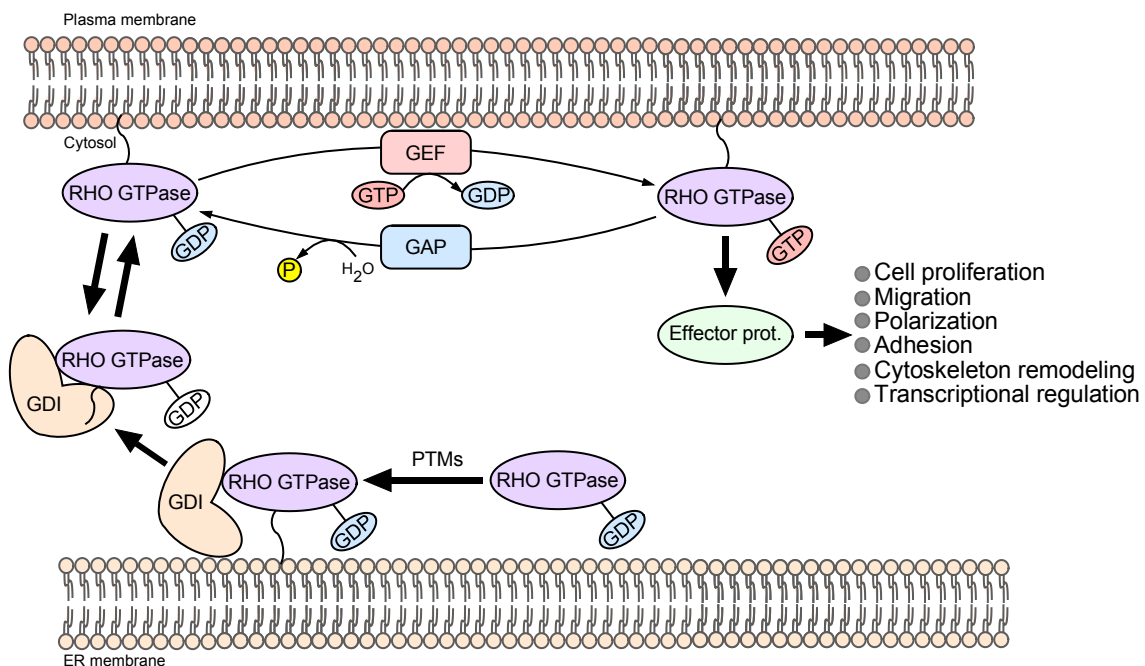 Plasma membrane
Cytosol
GEF
RHO GTPase
GTP
GDP
RHO GTPase
GDP
GAP
GTP
P
H2O
Cell proliferation
Migration
Polarization
Adhesion
Cytoskeleton remodeling
Transcriptional regulation
Effector prot.
RHO GTPase
GDI
GDP
PTMs
RHO GTPase
RHO GTPase
GDI
GDP
GDP
ER membrane